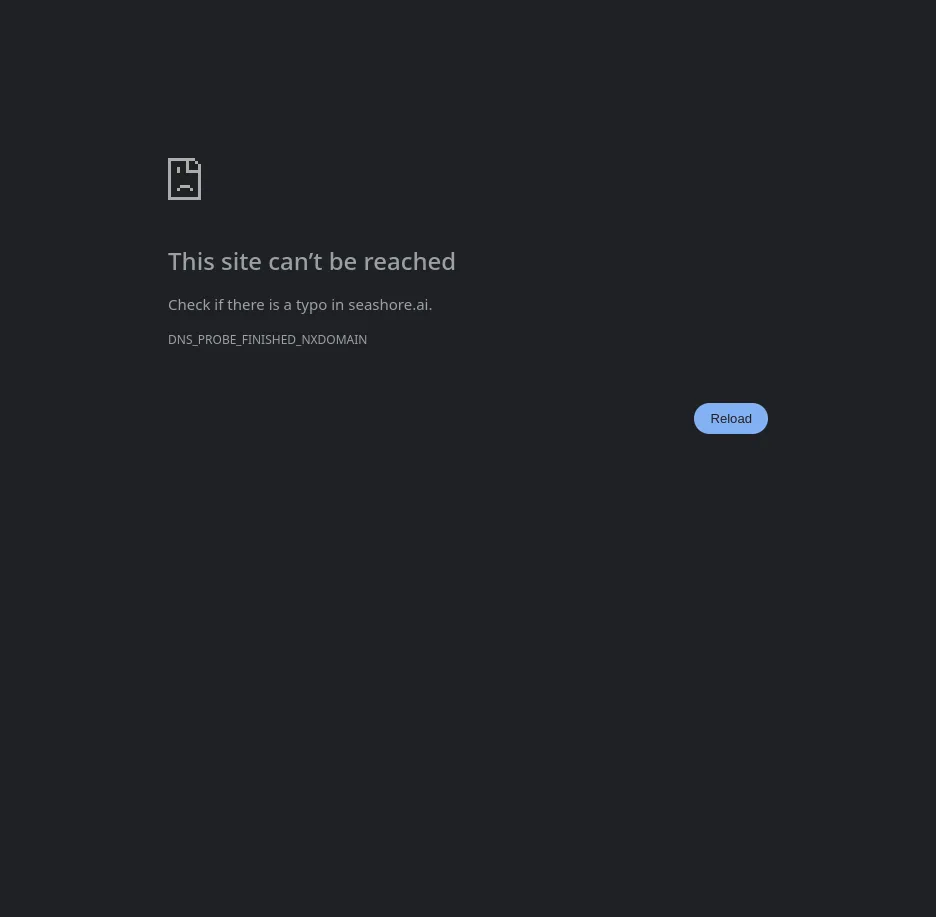 This site can’t be reached
Check if there is a typo in seashore.ai.
DNS_PROBE_FINISHED_NXDOMAIN
Reload